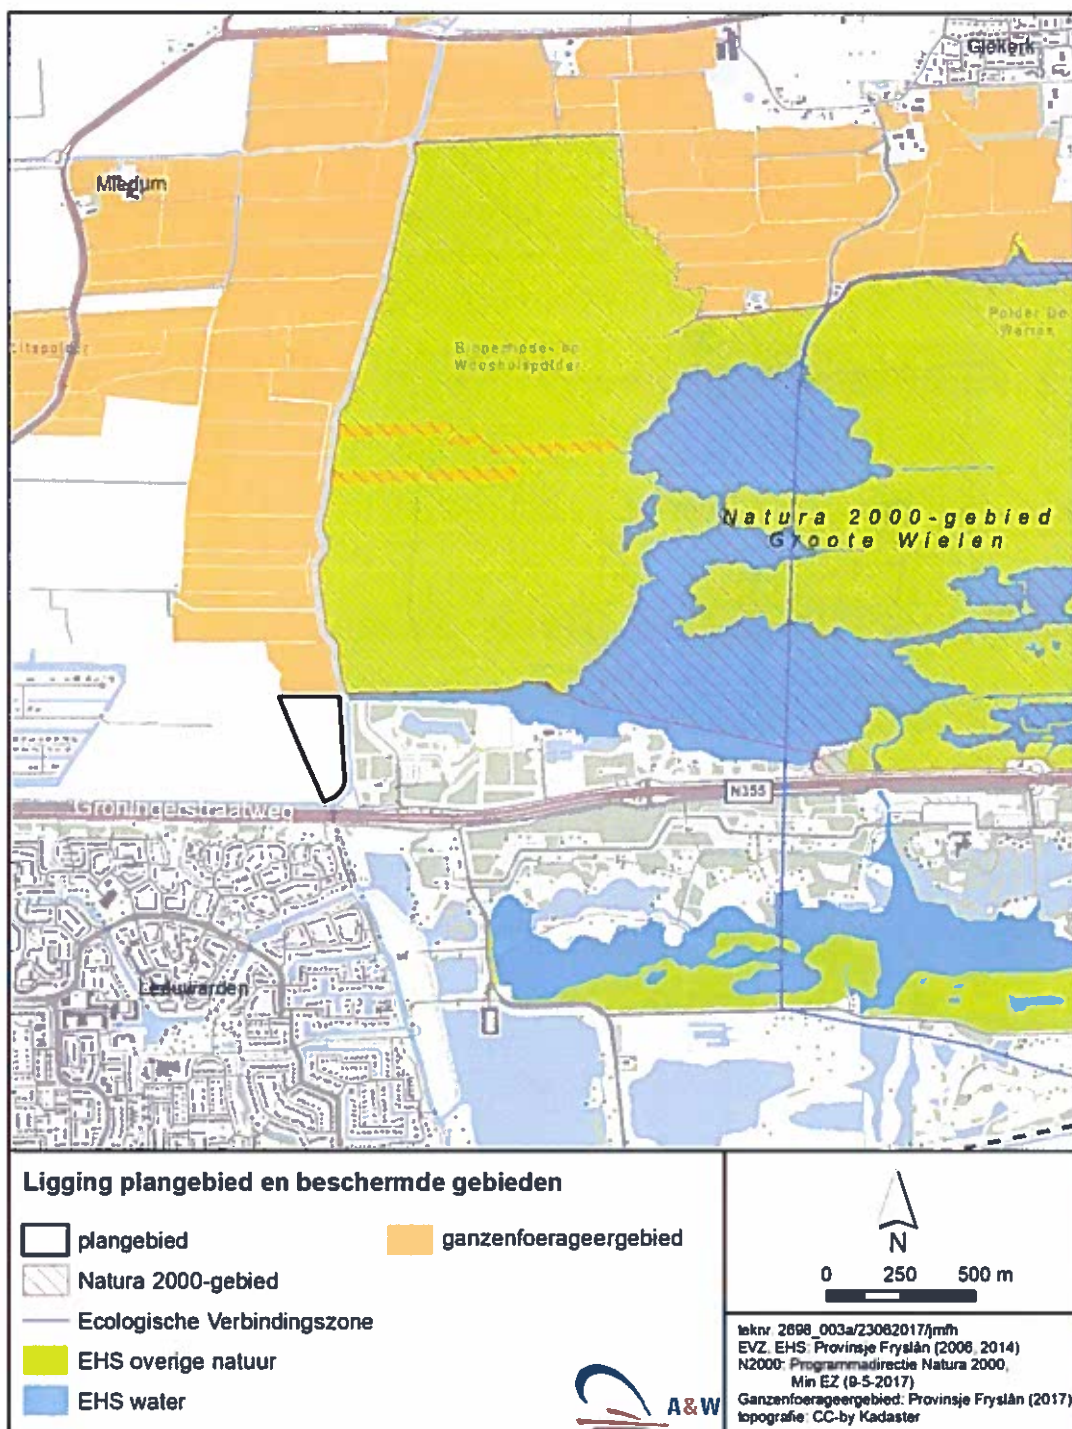 Giekerk
Miedum
Natura 2000-gebied
Groote Wielen
N355
Groningerstraatweg
Leeuwarden
Ligging plangebied en beschermde gebieden
plangebied
ganzenfoerageergebied
Natura 2000-gebied
Ecologische Verbindingszone
EHS overige natuur
EHS water
N
0 250 500 m
A&W
teknr. 2698_003a/23062017/jmfh
EVZ, EHS: Provinsje Fryslân (2006, 2014)
N2000: Programmadirectie Natura 2000,
Min EZ (9-5-2017)
Ganzenfoerageergebied: Provinsje Fryslân (2017)
topografie: CC-by Kadaster